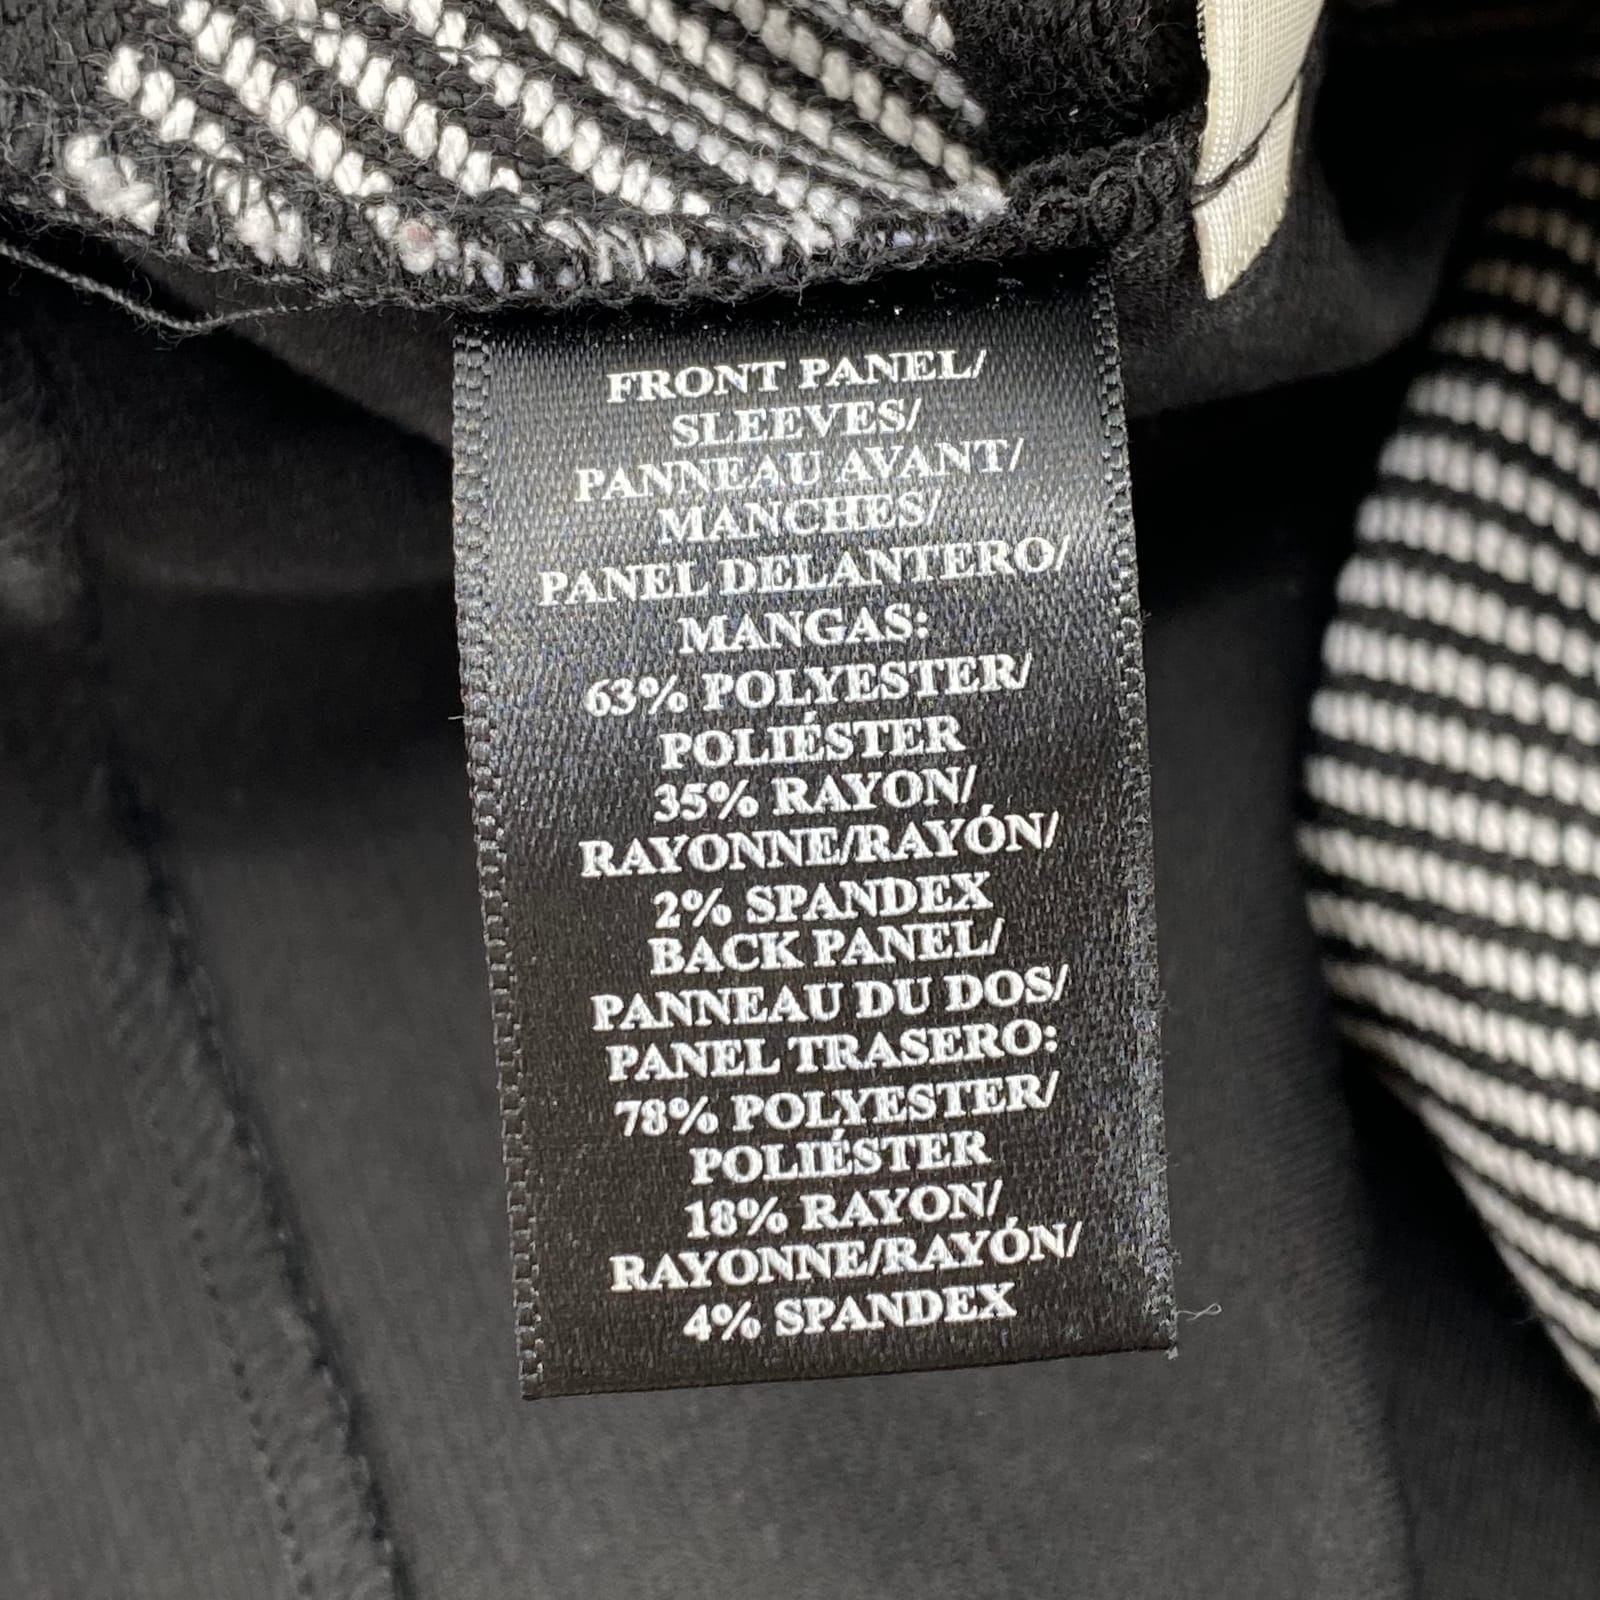 FRONT PANEL/
SLEEVES/
PANNEAU AVANT/
MANCHES/
PANEL DELANTERO/
MANGAS:
63% POLYESTER/
POLIÉSTER
35% RAYON/
RAYONNE/RAYÓN/
2% SPANDEX
BACK PANEL/
PANNEAU DU DOS/
PANEL TRASERO:
78% POLYESTER/
POLIÉSTER
18% RAYON/
RAYONNE/RAYÓN/
4% SPANDEX